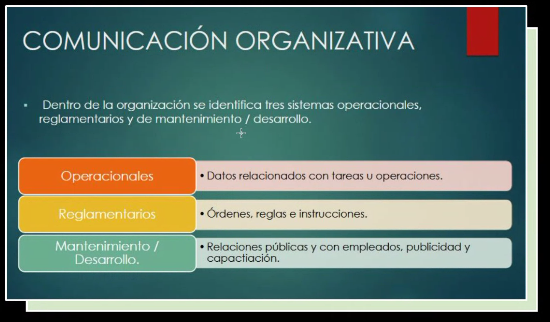 COMUNICACIÓN ORGANIZATIVA
• Dentro de la organización se identifica tres sistemas operacionales,
reglamentarios y de mantenimiento / desarrollo.
Operacionales
• Datos relacionados con tareas u operaciones.
Reglamentarios
• Órdenes, reglas e instrucciones.
Mantenimiento /
Desarrollo.
• Relaciones públicas y con empleados, publicidad y
capactiación.